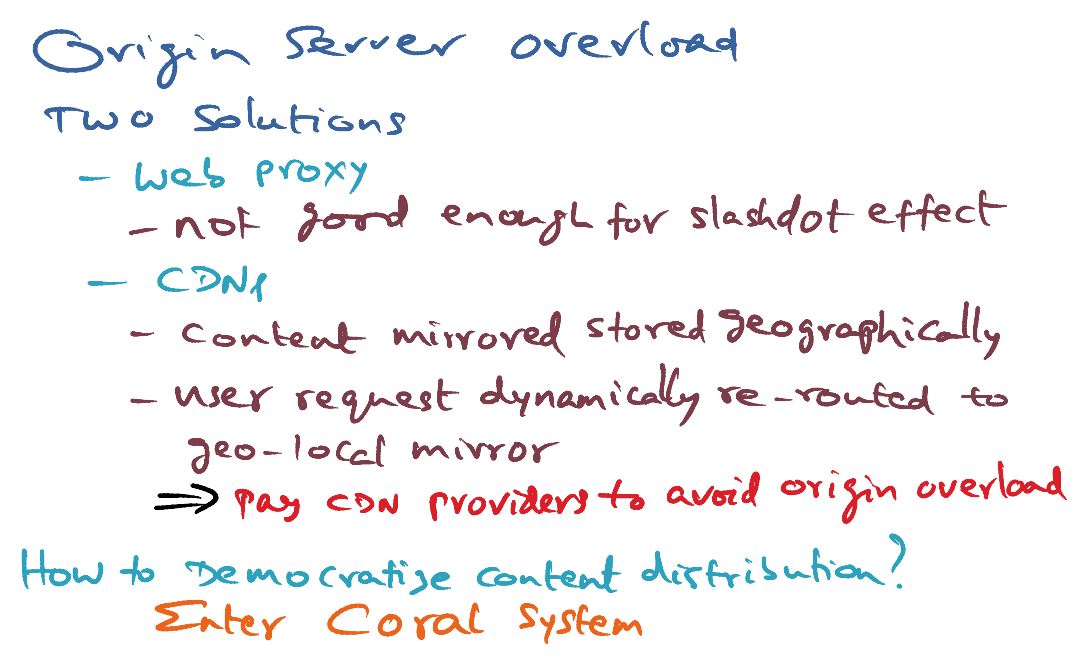 Origin Server overload
Two Solutions
- Web proxy
- not good enough for slashdot effect
- CDNs
- Content mirrored stored geographically
- user request dynamically re-routed to
geo-local mirror
⇒ Pay CDN providers to avoid origin overload
How to Democratize content distribution?
Enter Coral System